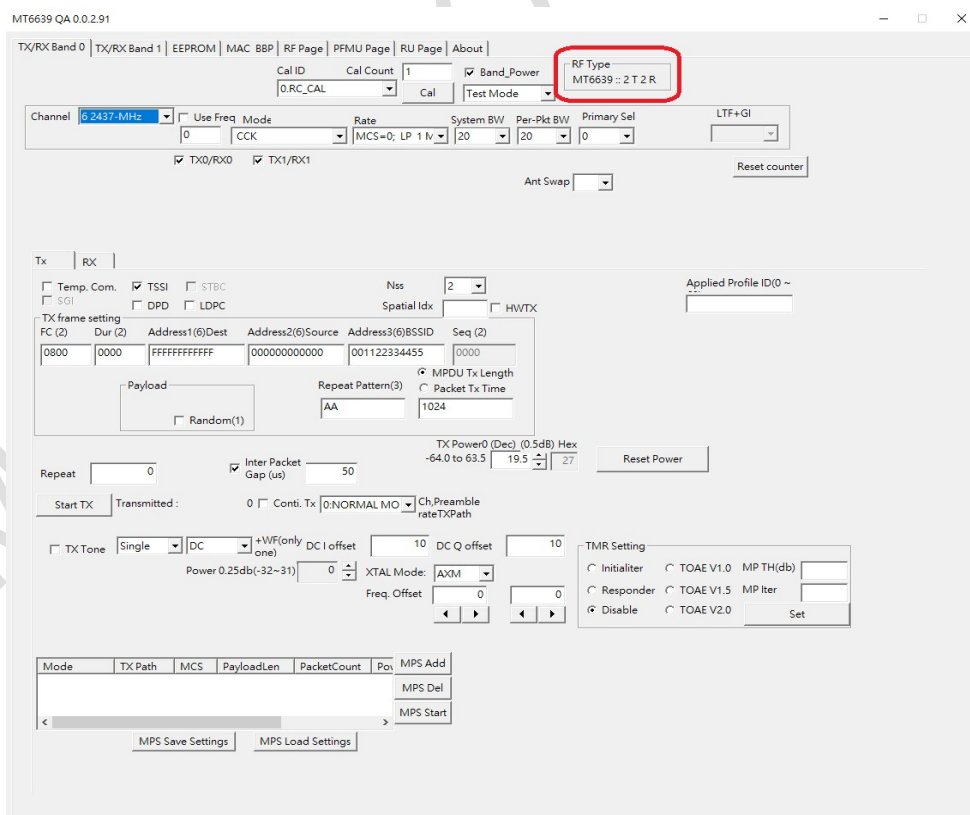 MT6639 QA 0.0.2.91
TX/RX Band 0 TX/RX Band 1 EEPROM MAC BBP RF Page PFMU Page RU Page About
RF Type
MT6639 :: 2 T 2 R
Cal ID Cal Count 1 Band_Power
0.RC_CAL Cal Test Mode
Channel 6 2437-MHz Use Freq Mode Rate System BW Per-Pkt BW Primary Sel LTF+GI
0 CCK MCS=0; LP 1 M 20 20 0
TX0/RX0 TX1/RX1
Reset counter
Ant Swap
Tx RX
Temp. Com. TSSI STBC Nss 2 Applied Profile ID(0 ~
SGI DPD LDPC Spatial Idx HWTX
TX frame setting
FC (2) Dur (2) Address1(6)Dest Address2(6)Source Address3(6)BSSID Seq (2)
0800 0000 FFFFFFFFFFFF 000000000000 001122334455 0000
MPDU Tx Length
Payload Repeat Pattern(3) Packet Tx Time
Random(1) AA 1024
TX Power0 (Dec) (0.5dB) Hex
-64.0 to 63.5 19.5 27 Reset Power
Repeat 0 Inter Packet
Gap (us) 50
Start TX Transmitted : 0 Conti. Tx 0:NORMAL MO Ch,Preamble
rateTXPath
TX Tone Single DC +WF(only
one) DC I offset 10 DC Q offset 10
Power 0.25db(-32~31) 0 XTAL Mode: AXM
Freq. Offset 0 0
TMR Setting
Initialiter TOAE V1.0 MP TH(db)
Responder TOAE V1.5 MP Iter
Disable TOAE V2.0 Set
Mode TX Path MCS PayloadLen PacketCount Pov MPS Add
MPS Del
MPS Start
MPS Save Settings MPS Load Settings